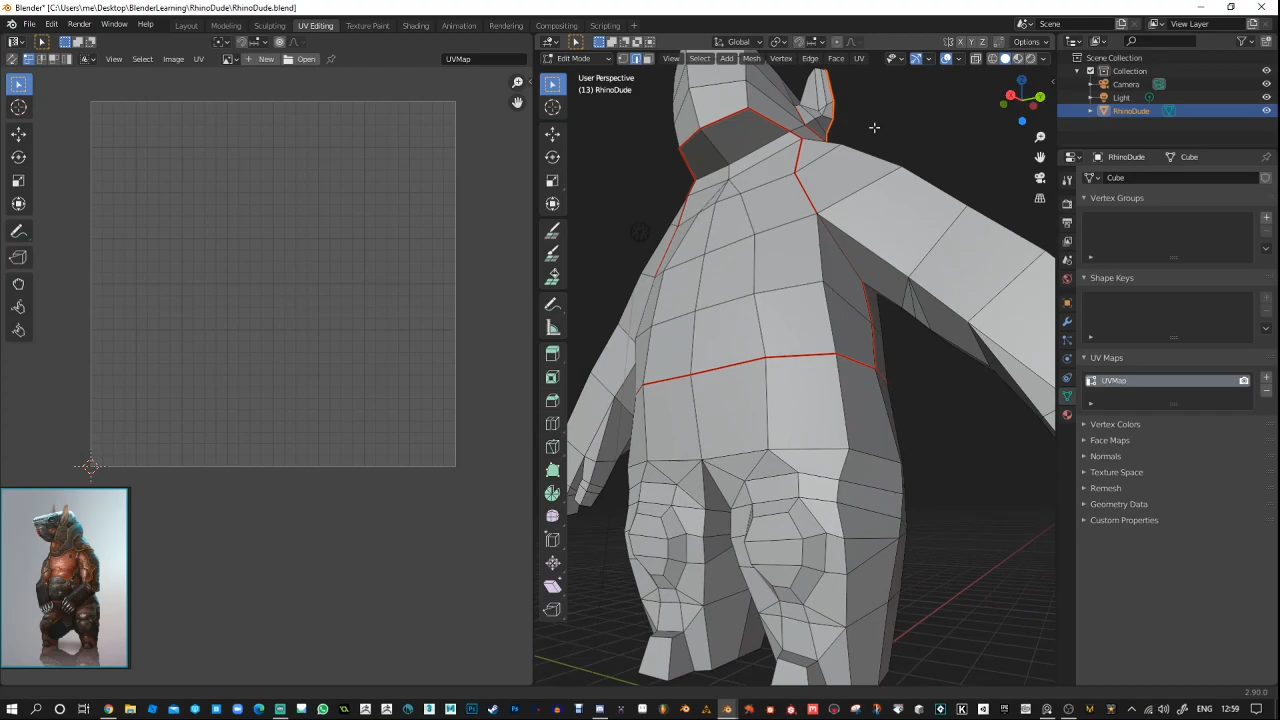 Blender* [C:\Users\me\Desktop\BlenderLearning\RhinoDude\RhinoDude.blend]
File Edit Render Window Help Layout Modeling Sculpting UV Editing Texture Paint Shading Animation Rendering Compositing Scripting Scene View Layer
Global Options
View Select Image UV New Open UVMap Edit Mode View Select Add Mesh Vertex Edge Face UV X Y Z
User Perspective
(13) RhinoDude
Scene Collection
Collection
Camera
Light
RhinoDude
RhinoDude Cube
Cube
Vertex Groups
Shape Keys
UV Maps
UVMap
Vertex Colors
Face Maps
Normals
Texture Space
Remesh
Geometry Data
Custom Properties
2.90.0
12:59